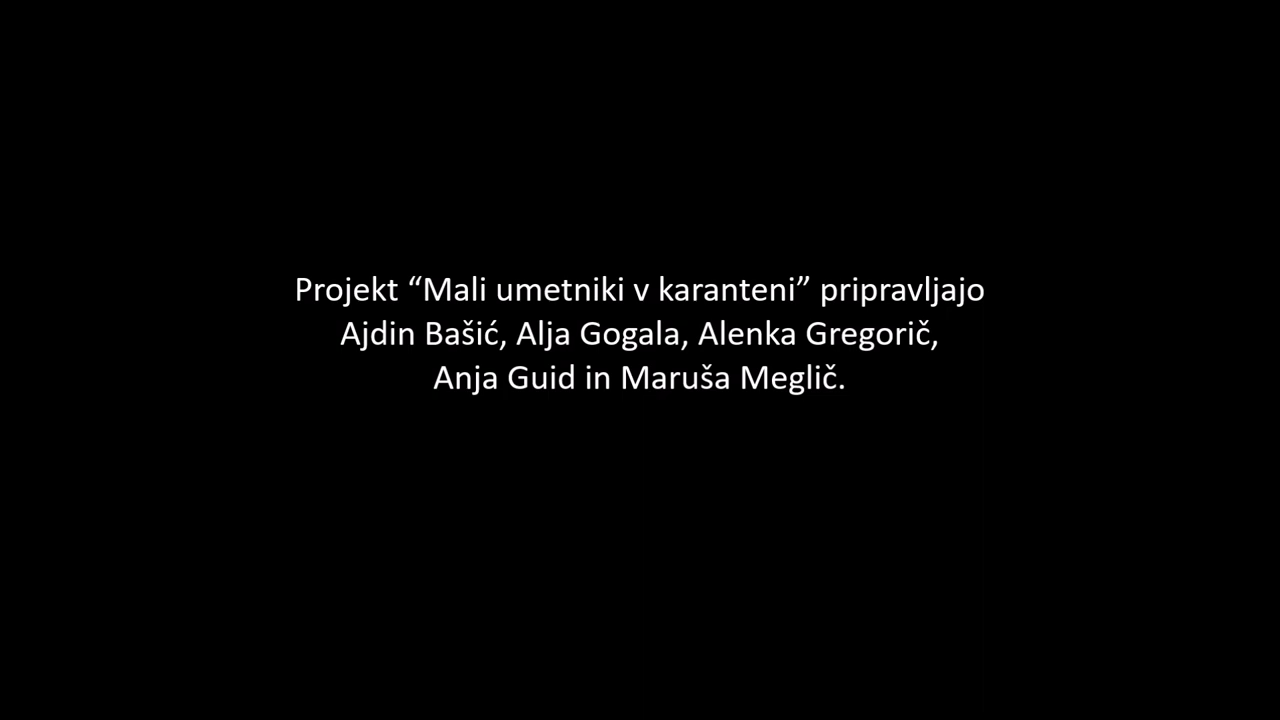 Projekt “Mali umetniki v karanteni” pripravljajo
Ajdin Bašić, Alja Gogala, Alenka Gregorič,
Anja Guid in Maruša Meglič.